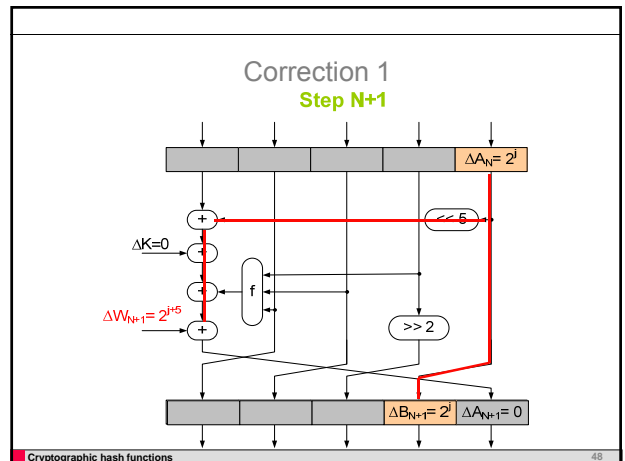 Correction 1
Step N+1
ΔA_N= 2^j
<< 5
+
ΔK=0
+
+
f
ΔW_N+1= 2^j+5
+
>> 2
ΔB_N+1= 2^j
ΔA_N+1= 0
Cryptographic hash functions
48